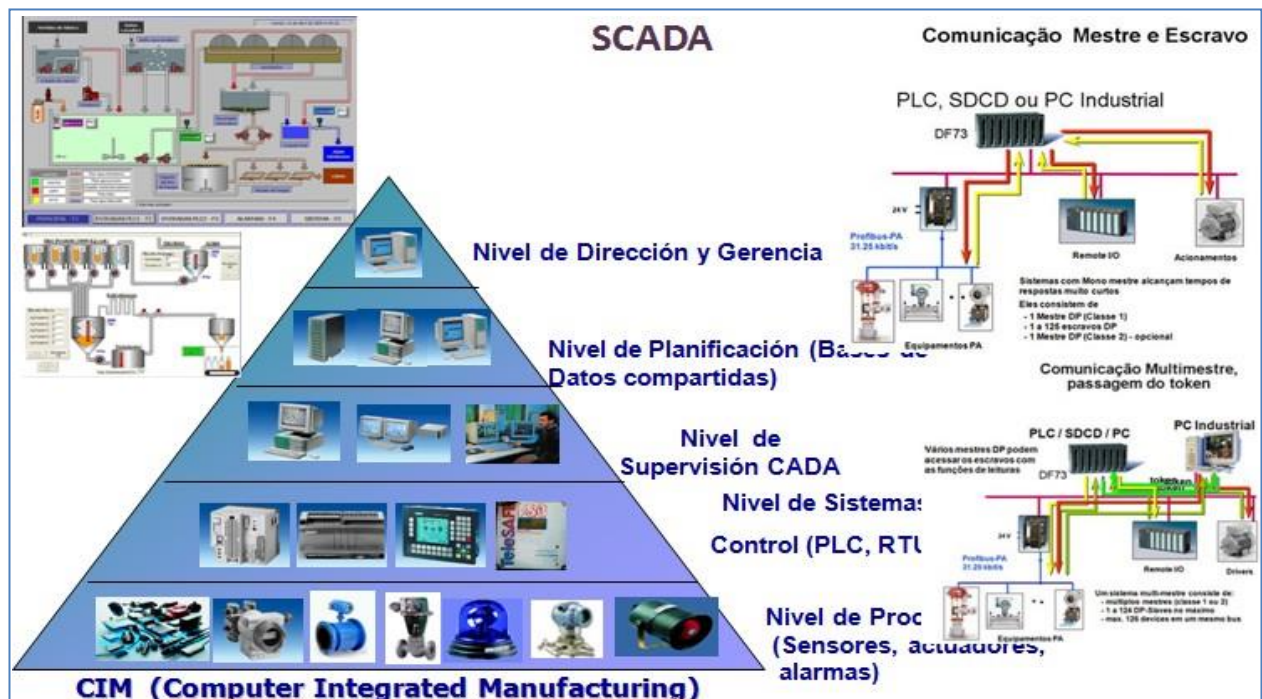 SCADA
Nivel de Dirección y Gerencia
Nivel de Planificación (Bases de
Datos compartidas)
Nivel de
Supervisión CADA
Nivel de Sistemas
Control (PLC, RTU
Nivel de Proc
(Sensores, actuadores,
alarmas)
CIM (Computer Integrated Manufacturing)
TeleSAFE
Comunicação Mestre e Escravo
PLC, SDCD ou PC Industrial
DF73
24 V
Profibus-PA
31.25 kbit/s
Remote I/O
Acionamentos
Equipamentos PA
Sistemas com Mono mestre alcançam tempos de
respostas muito curtos
Eles consistem de
- 1 Mestre DP (Classe 1)
- 1 a 125 escravos DP
- 1 Mestre DP (Classe 2) - opcional
Comunicação Multimestre,
passagem do token
PLC / SDCD / PC
PC Industrial
Vários mestres DP podem
acessar os escravos com
as funções de leituras
DF73
token
24 V
Profibus-PA
31.25 kbit/s
Remote I/O
Drivers
Equipamentos PA
Um sistema multi-mestre consiste de:
- multiplos mestres (classe 1 ou 2)
- 1 a 124 DP-Slaves no máximo
- max. 126 devices em um mesmo bus